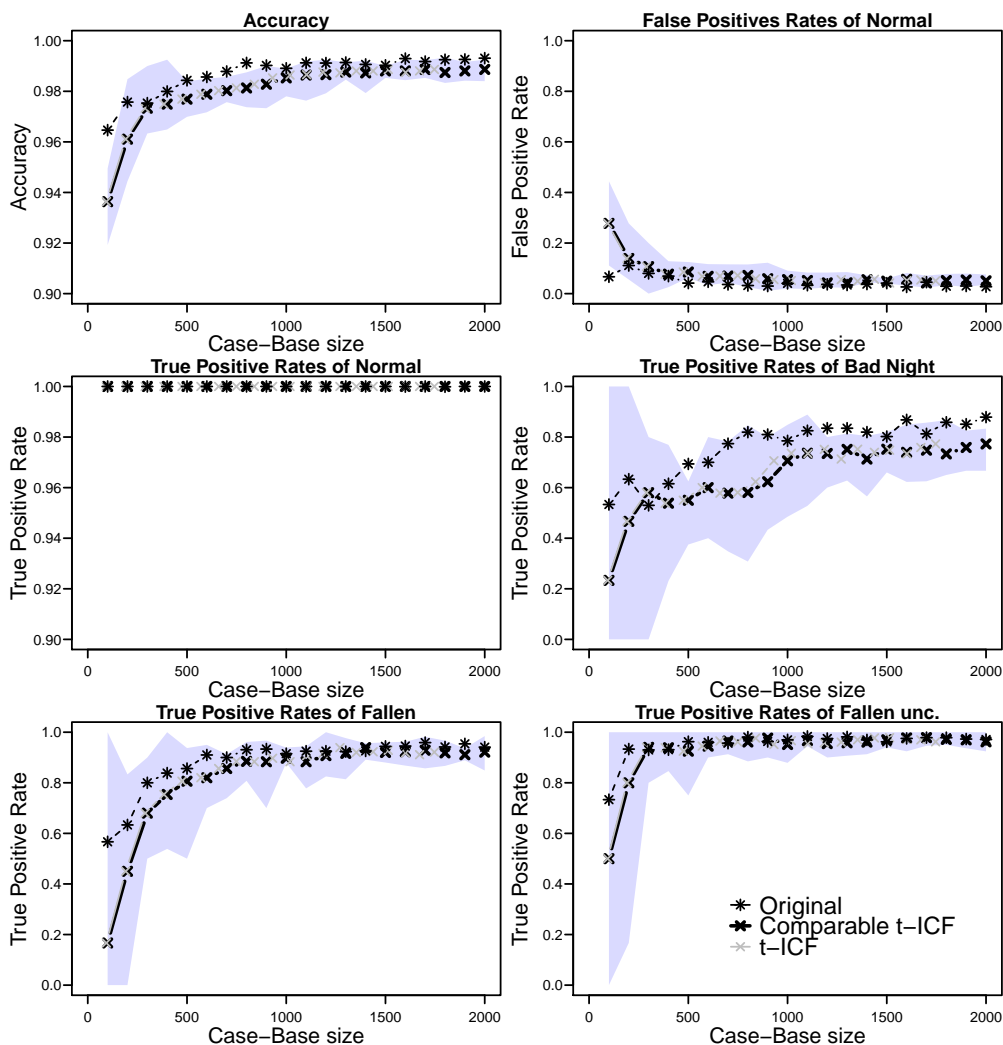 Accuracy
Accuracy
1.00
0.98
0.96
0.94
0.92
0.90
0 500 1000 1500 2000
Case−Base size
False Positives Rates of Normal
False Positive Rate
1.0
0.8
0.6
0.4
0.2
0.0
0 500 1000 1500 2000
Case−Base size
True Positive Rates of Normal
True Positive Rate
1.00
0.98
0.96
0.94
0.92
0.90
0 500 1000 1500 2000
Case−Base size
True Positive Rates of Bad Night
True Positive Rate
1.00
0.98
0.96
0.94
0.2
0.0
0 500 1000 1500 2000
Case−Base size
True Positive Rates of Fallen
True Positive Rate
1.0
0.8
0.6
0.4
0.2
0.0
0 500 1000 1500 2000
Case−Base size
True Positive Rates of Fallen unc.
True Positive Rate
1.0
0.8
0.6
0.4
0.2
0.0
0 500 1000 1500 2000
Case−Base size
Original
Comparable t−ICF
t−ICF